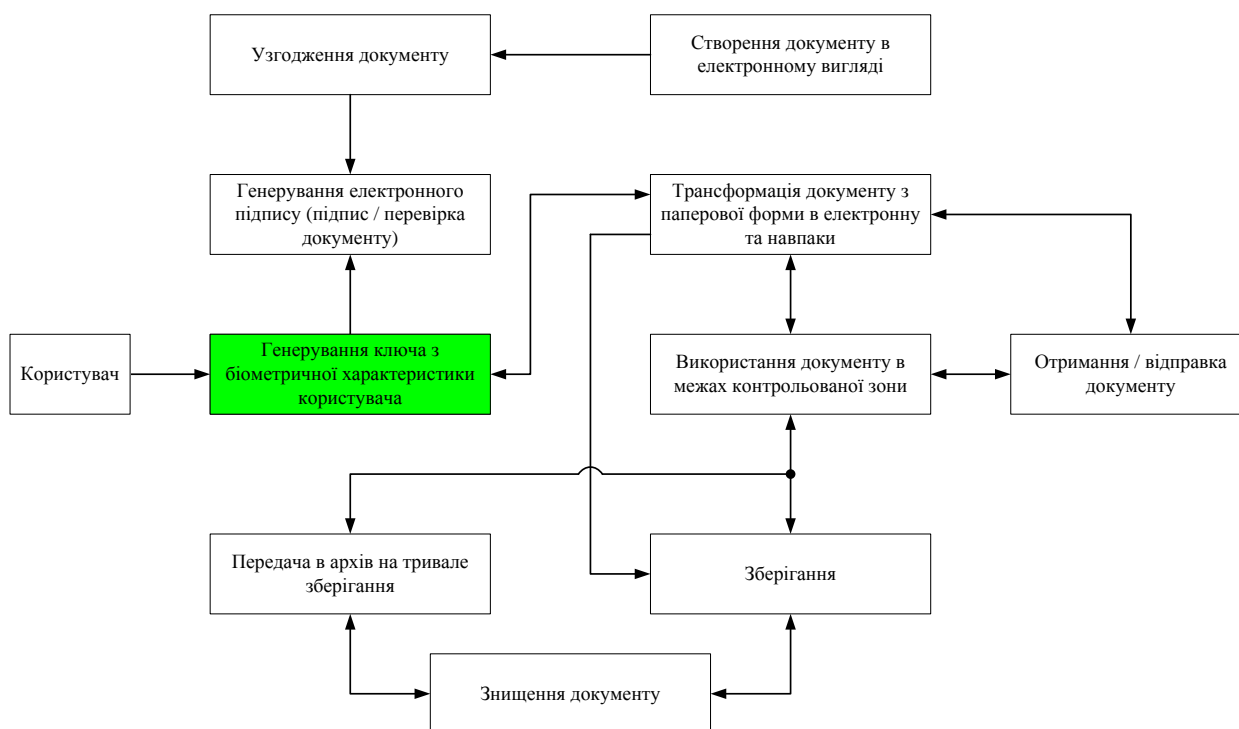 Узгодження документу
Створення документу в
електронному вигляді
Генерування електронного
підпису (підпис / перевірка
документу)
Трансформація документу з
паперової форми в електронну
та навпаки
Користувач
Генерування ключа з
біометричної характеристики
користувача
Використання документу в
межах контрольованої зони
Отримання / відправка
документу
Передача в архів на тривале
зберігання
Зберігання
Знищення документу